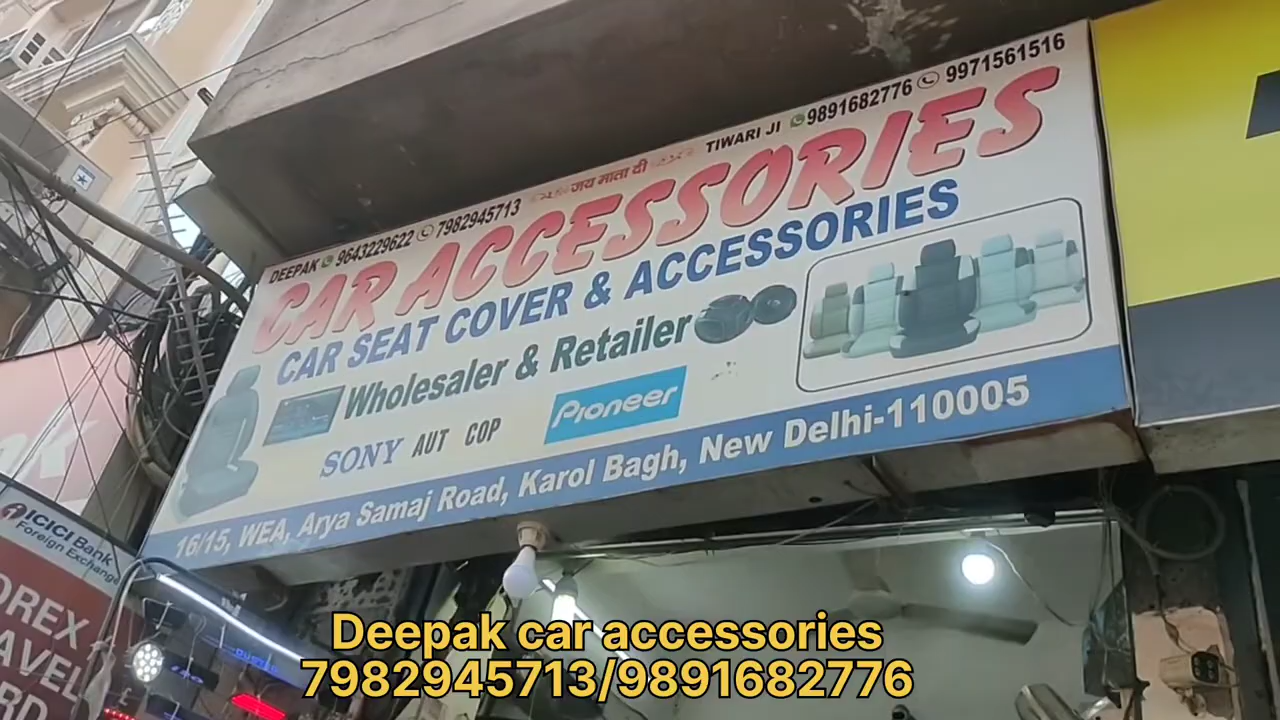 DEEPAK 9643229622 7982945713 जय माता दी TIWARI JI 9891682776 9971561516
CAR ACCESSORIES
CAR SEAT COVER & ACCESSORIES
Wholesaler & Retailer
SONY AUT COP Pioneer
16/15, WEA, Arya Samaj Road, Karol Bagh, New Delhi-110005
ICICI Bank
Foreign Exchange
OREX
AVEL
RD
Deepak car accessories
7982945713/9891682776